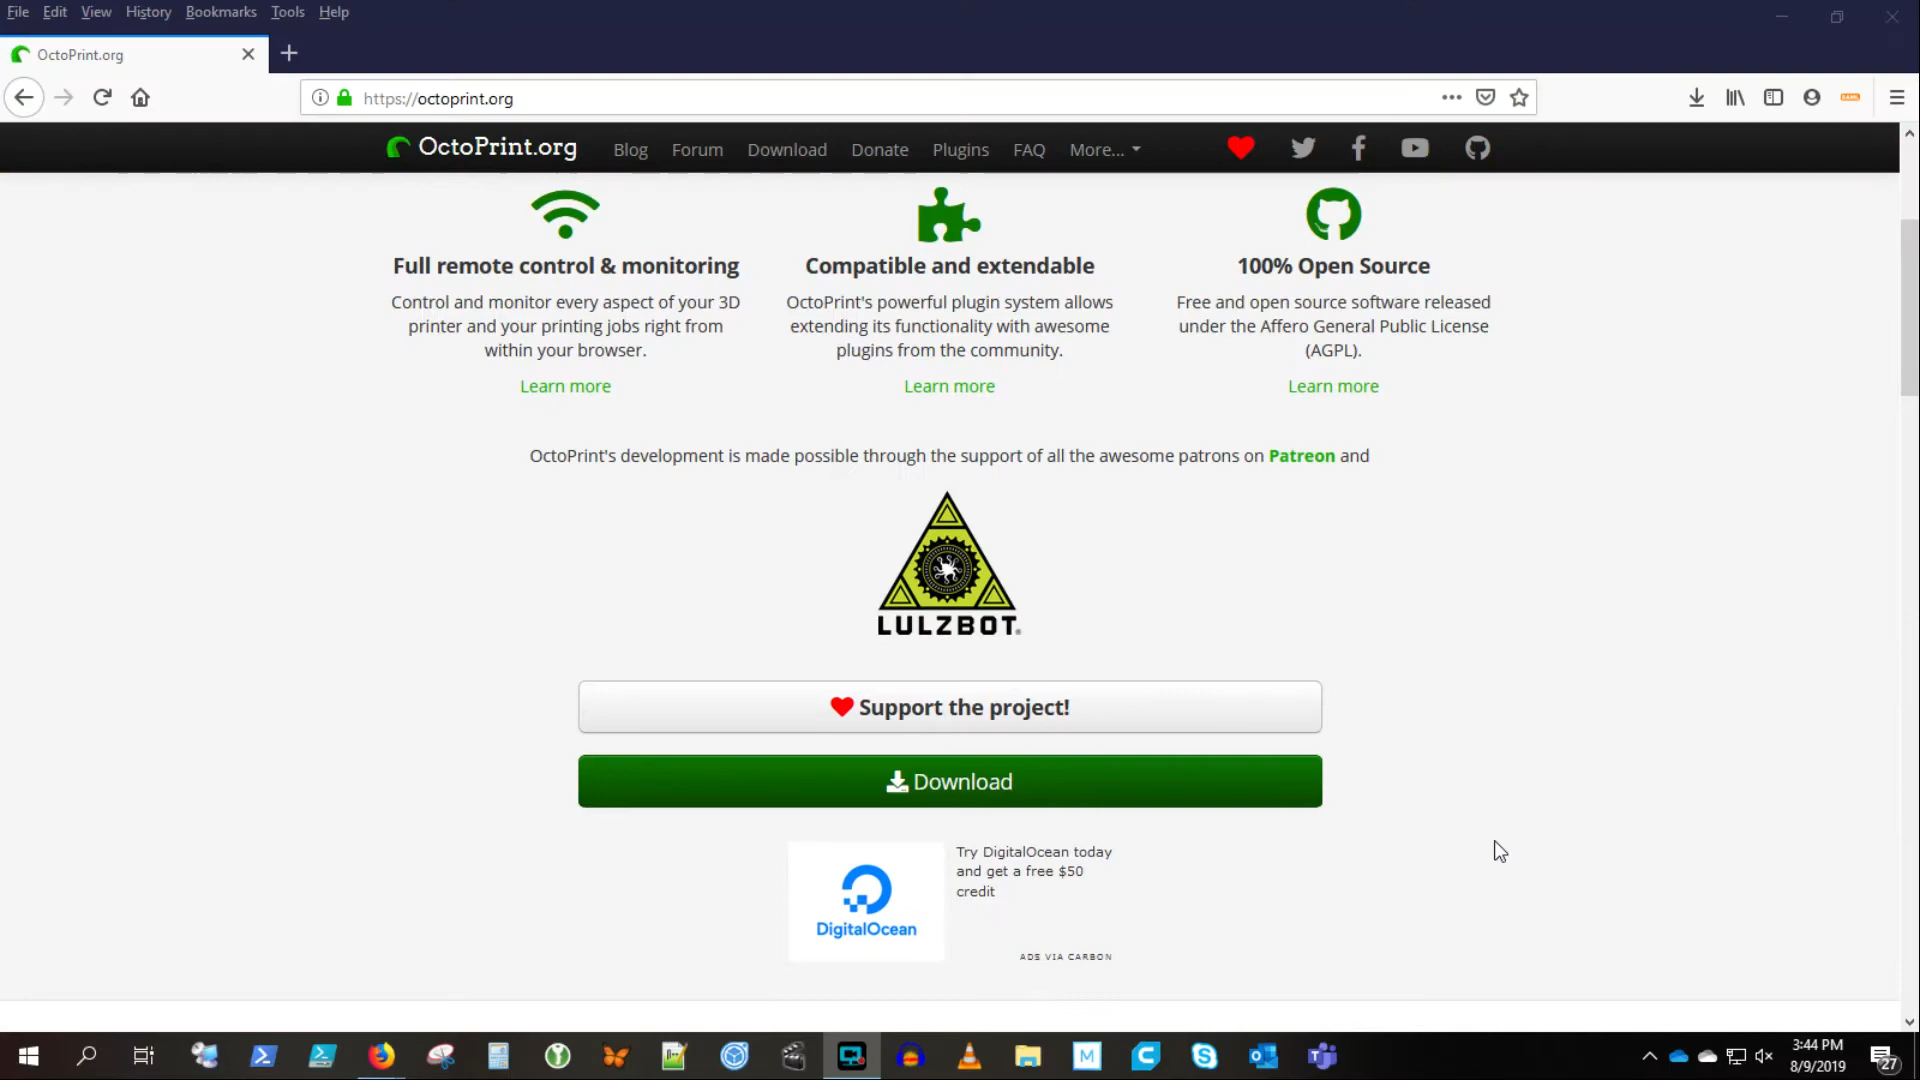 File Edit View History Bookmarks Tools Help
OctoPrint.org
https://octoprint.org
OctoPrint.org Blog Forum Download Donate Plugins FAQ More...
Full remote control & monitoring
Control and monitor every aspect of your 3D
printer and your printing jobs right from
within your browser.
Learn more
Compatible and extendable
OctoPrint's powerful plugin system allows
extending its functionality with awesome
plugins from the community.
Learn more
100% Open Source
Free and open source software released
under the Affero General Public License
(AGPL).
Learn more
OctoPrint's development is made possible through the support of all the awesome patrons on Patreon and
LULZBOT®
Support the project!
Download
DigitalOcean
Try DigitalOcean today
and get a free $50
credit
ADS VIA CARBON
3:44 PM
8/9/2019
27